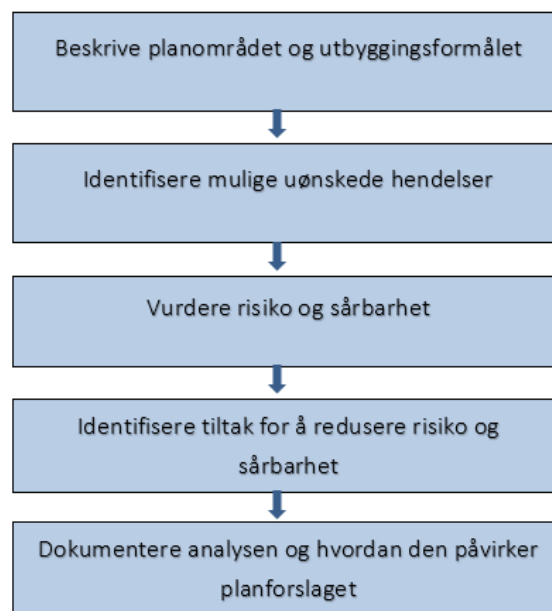 Beskrive planområdet og utbyggingsformålet
Identifisere mulige uønskede hendelser
Vurdere risiko og sårbarhet
Identifisere tiltak for å redusere risiko og
sårbarhet
Dokumentere analysen og hvordan den påvirker
planforslaget